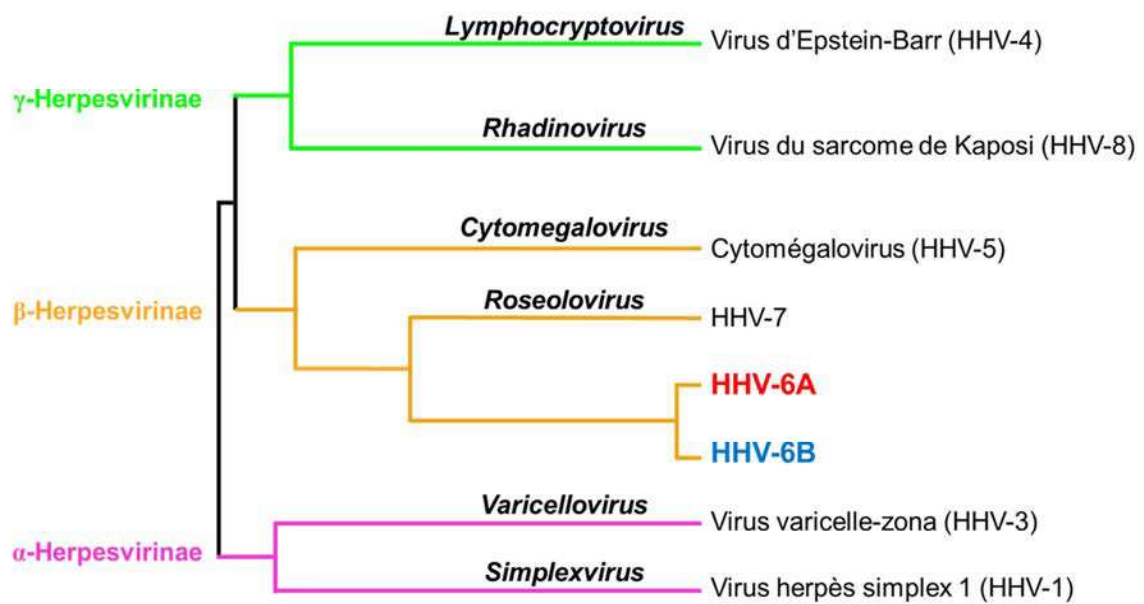 Lymphocryptovirus
Virus d’Epstein-Barr (HHV-4)
γ-Herpesvirinae
Rhadinovirus
Virus du sarcome de Kaposi (HHV-8)
Cytomegalovirus
Cytomégalovirus (HHV-5)
β-Herpesvirinae
Roseolovirus
HHV-7
HHV-6A
HHV-6B
Varicellovirus
Virus varicelle-zona (HHV-3)
α-Herpesvirinae
Simplexvirus
Virus herpès simplex 1 (HHV-1)